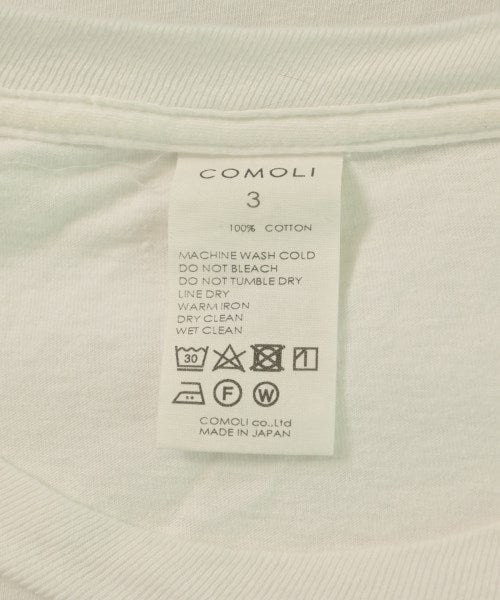 COMOLI
3
100% COTTON
MACHINE WASH COLD
DO NOT BLEACH
DO NOT TUMBLE DRY
LINE DRY
WARM IRON
DRY CLEAN
WET CLEAN
30
F W
COMOLI co.,Ltd
MADE IN JAPAN